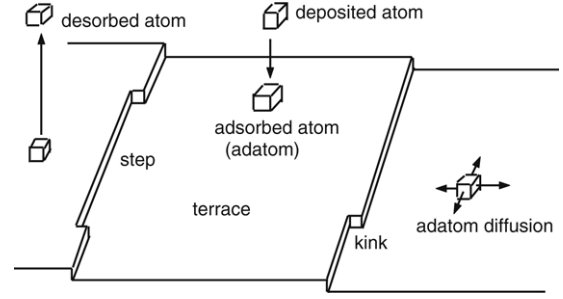 desorbed atom
deposited atom
adsorbed atom
(adatom)
step
terrace
kink
adatom diffusion